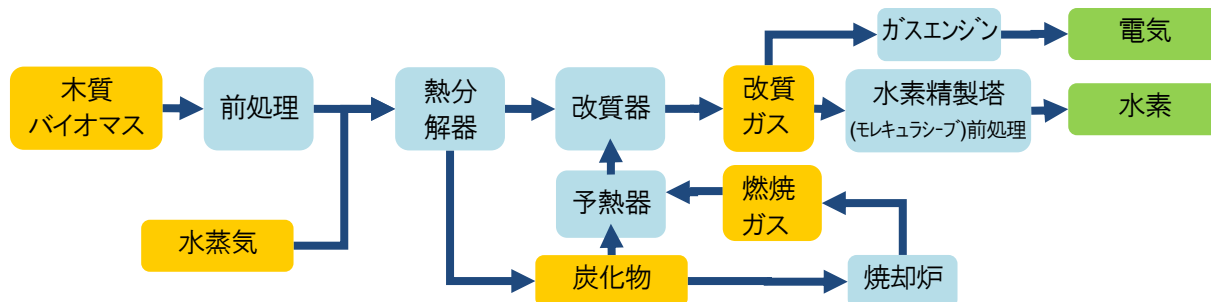 ガスエンジン
電気
木質
バイオマス
前処理
熱分
解器
改質器
改質
ガス
水素精製塔
(モレキュラシーブ)前処理
水素
予熱器
燃焼
ガス
水蒸気
炭化物
焼却炉